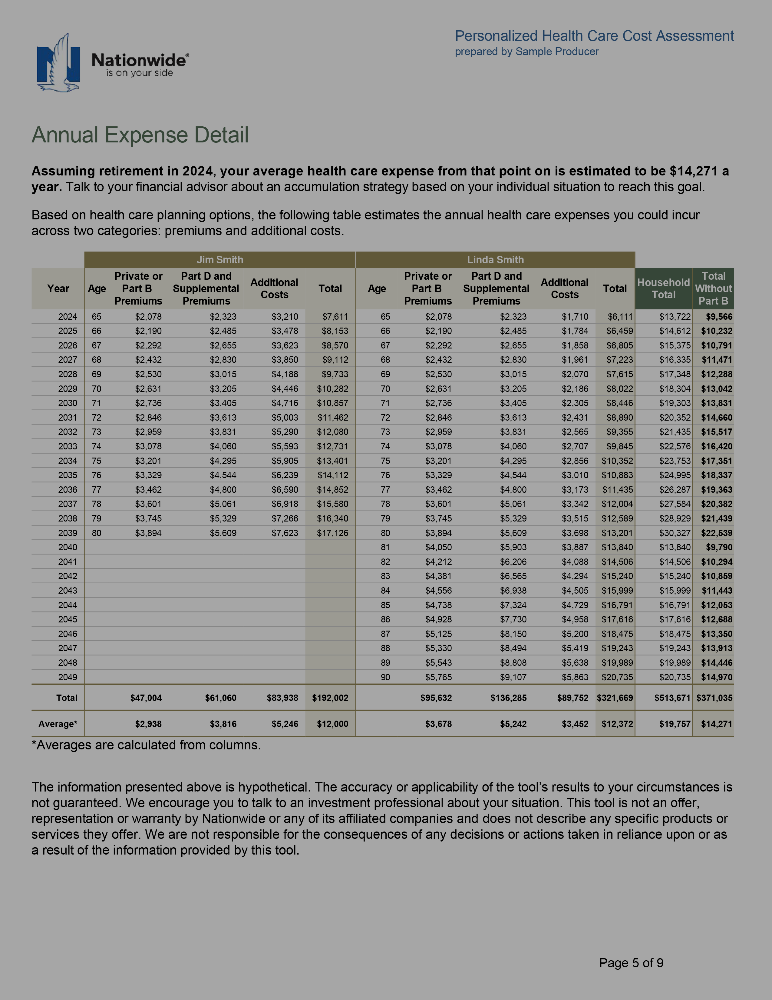 Personalized Health Care Cost Assessment
prepared by Sample Producer
Nationwide®
is on your side
Annual Expense Detail
Assuming retirement in 2024, your average health care expense from that point on is estimated to be $14,271 a
year. Talk to your financial advisor about an accumulation strategy based on your individual situation to reach this goal.
Based on health care planning options, the following table estimates the annual health care expenses you could incur
across two categories: premiums and additional costs.
Jim Smith Linda Smith
Year Age Private or Part B Premiums Part D and Supplemental Premiums Additional Costs Total Age Private or Part B Premiums Part D and Supplemental Premiums Additional Costs Total Household Total Total Without Part B
2024 65 $2,078 $2,323 $3,210 $7,611 65 $2,078 $2,323 $1,710 $6,111 $13,722 $9,566
2025 66 $2,190 $2,485 $3,478 $8,153 66 $2,190 $2,485 $1,784 $6,459 $14,612 $10,232
2026 67 $2,292 $2,655 $3,623 $8,570 67 $2,292 $2,655 $1,858 $6,805 $15,375 $10,791
2027 68 $2,432 $2,830 $3,850 $9,112 68 $2,432 $2,830 $1,961 $7,223 $16,335 $11,471
2028 69 $2,530 $3,015 $4,188 $9,733 69 $2,530 $3,015 $2,070 $7,615 $17,348 $12,288
2029 70 $2,631 $3,205 $4,446 $10,282 70 $2,631 $3,205 $2,186 $8,022 $18,304 $13,042
2030 71 $2,736 $3,405 $4,716 $10,857 71 $2,736 $3,405 $2,305 $8,446 $19,303 $13,831
2031 72 $2,846 $3,613 $5,003 $11,462 72 $2,846 $3,613 $2,431 $8,890 $20,352 $14,660
2032 73 $2,959 $3,831 $5,290 $12,080 73 $2,959 $3,831 $2,565 $9,355 $21,435 $15,517
2033 74 $3,078 $4,060 $5,593 $12,731 74 $3,078 $4,060 $2,707 $9,845 $22,576 $16,420
2034 75 $3,201 $4,295 $5,905 $13,401 75 $3,201 $4,295 $2,856 $10,352 $23,753 $17,351
2035 76 $3,329 $4,544 $6,239 $14,112 76 $3,329 $4,544 $3,010 $10,883 $24,995 $18,337
2036 77 $3,462 $4,800 $6,590 $14,852 77 $3,462 $4,800 $3,173 $11,435 $26,287 $19,363
2037 78 $3,601 $5,061 $6,918 $15,580 78 $3,601 $5,061 $3,342 $12,004 $27,584 $20,382
2038 79 $3,745 $5,329 $7,266 $16,340 79 $3,745 $5,329 $3,515 $12,589 $28,929 $21,439
2039 80 $3,894 $5,609 $7,623 $17,126 80 $3,894 $5,609 $3,698 $13,201 $30,327 $22,539
2040 81 $4,050 $5,903 $3,887 $13,840 $13,840 $9,790
2041 82 $4,212 $6,206 $4,088 $14,506 $14,506 $10,294
2042 83 $4,381 $6,565 $4,294 $15,240 $15,240 $10,859
2043 84 $4,556 $6,938 $4,505 $15,999 $15,999 $11,443
2044 85 $4,738 $7,324 $4,729 $16,791 $16,791 $12,053
2045 86 $4,928 $7,730 $4,958 $17,616 $17,616 $12,688
2046 87 $5,125 $8,150 $5,200 $18,475 $18,475 $13,350
2047 88 $5,330 $8,494 $5,419 $19,243 $19,243 $13,913
2048 89 $5,543 $8,808 $5,638 $19,989 $19,989 $14,446
2049 90 $5,765 $9,107 $5,863 $20,735 $20,735 $14,970
Total $47,004 $61,060 $83,938 $192,002 $95,632 $136,285 $89,752 $321,669 $513,671 $371,035
Average* $2,938 $3,816 $5,246 $12,000 $3,678 $5,242 $3,452 $12,372 $19,757 $14,271
*Averages are calculated from columns.
The information presented above is hypothetical. The accuracy or applicability of the tool’s results to your circumstances is
not guaranteed. We encourage you to talk to an investment professional about your situation. This tool is not an offer,
representation or warranty by Nationwide or any of its affiliated companies and does not describe any specific products or
services they offer. We are not responsible for the consequences of any decisions or actions taken in reliance upon or as
a result of the information provided by this tool.
Page 5 of 9